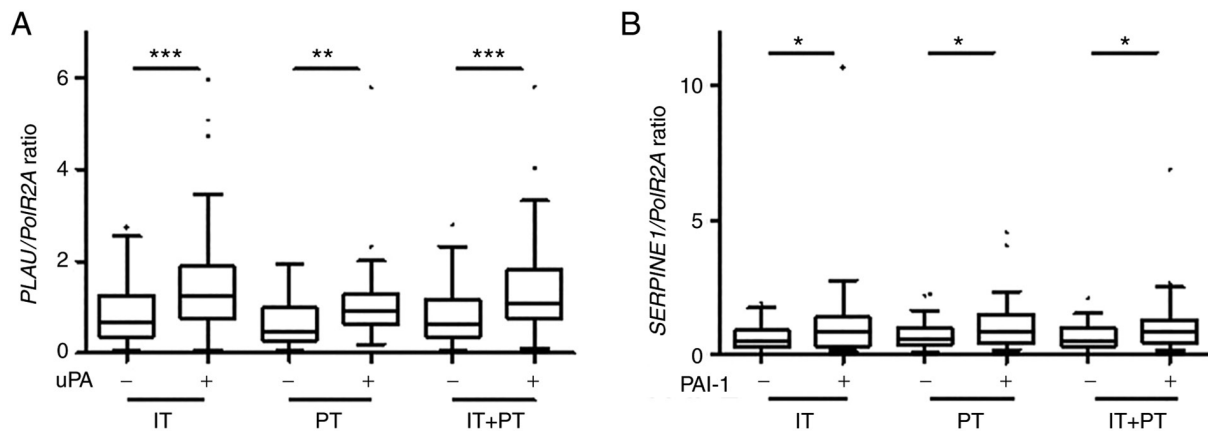 A
B
*** ** ***
* * *
PLAU/PolR2A ratio
6
4
2
0
SERPINE1/PolR2A ratio
10
5
0
uPA − + − + − +
IT PT IT+PT
PAI-1 − + − + − +
IT PT IT+PT